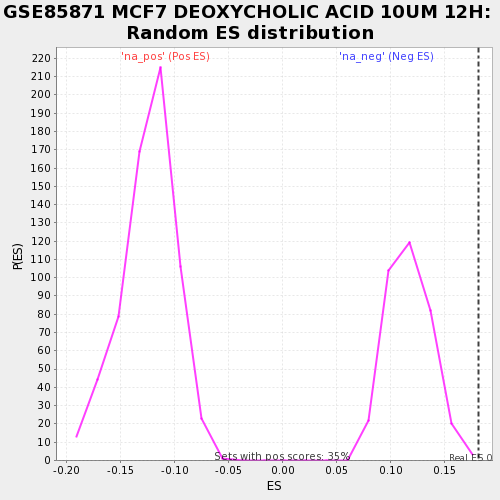 GSE85871 MCF7 DEOXYCHOLIC ACID 10UM 12H:
Random ES distribution
'na_pos' (Pos ES)
'na_neg' (Neg ES)
220
210
200
190
180
170
160
150
140
130
120
110
100
90
80
70
60
50
40
30
20
10
0
P(ES)
Sets with pos scores: 35%
Real ES 0
-0.20 -0.15 -0.10 -0.05 0.00 0.05 0.10 0.15
ES